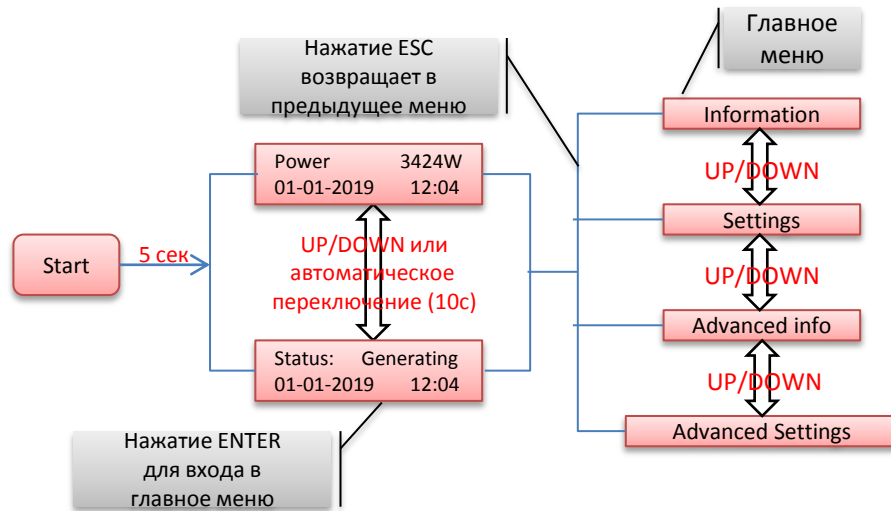 Нажатие ESC
возвращает в
предыдущее меню
Главное
меню
Start
5 сек
Power 3424W
01-01-2019 12:04
UP/DOWN или
автоматическое
переключение (10с)
Status: Generating
01-01-2019 12:04
Нажатие ENTER
для входа в
главное меню
Information
UP/DOWN
Settings
UP/DOWN
Advanced info
UP/DOWN
Advanced Settings